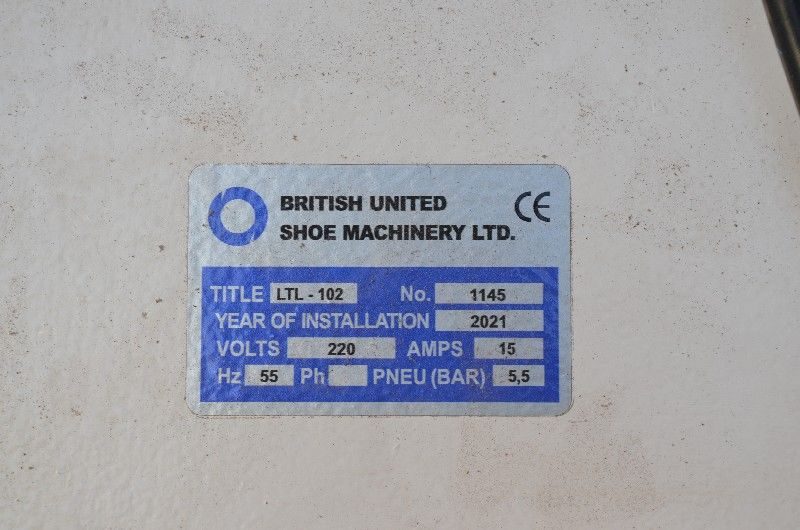 BRITISH UNITED CE
SHOE MACHINERY LTD.
TITLE LTL - 102 No. 1145
YEAR OF INSTALLATION 2021
VOLTS 220 AMPS 15
Hz 55 Ph PNEU (BAR) 5,5